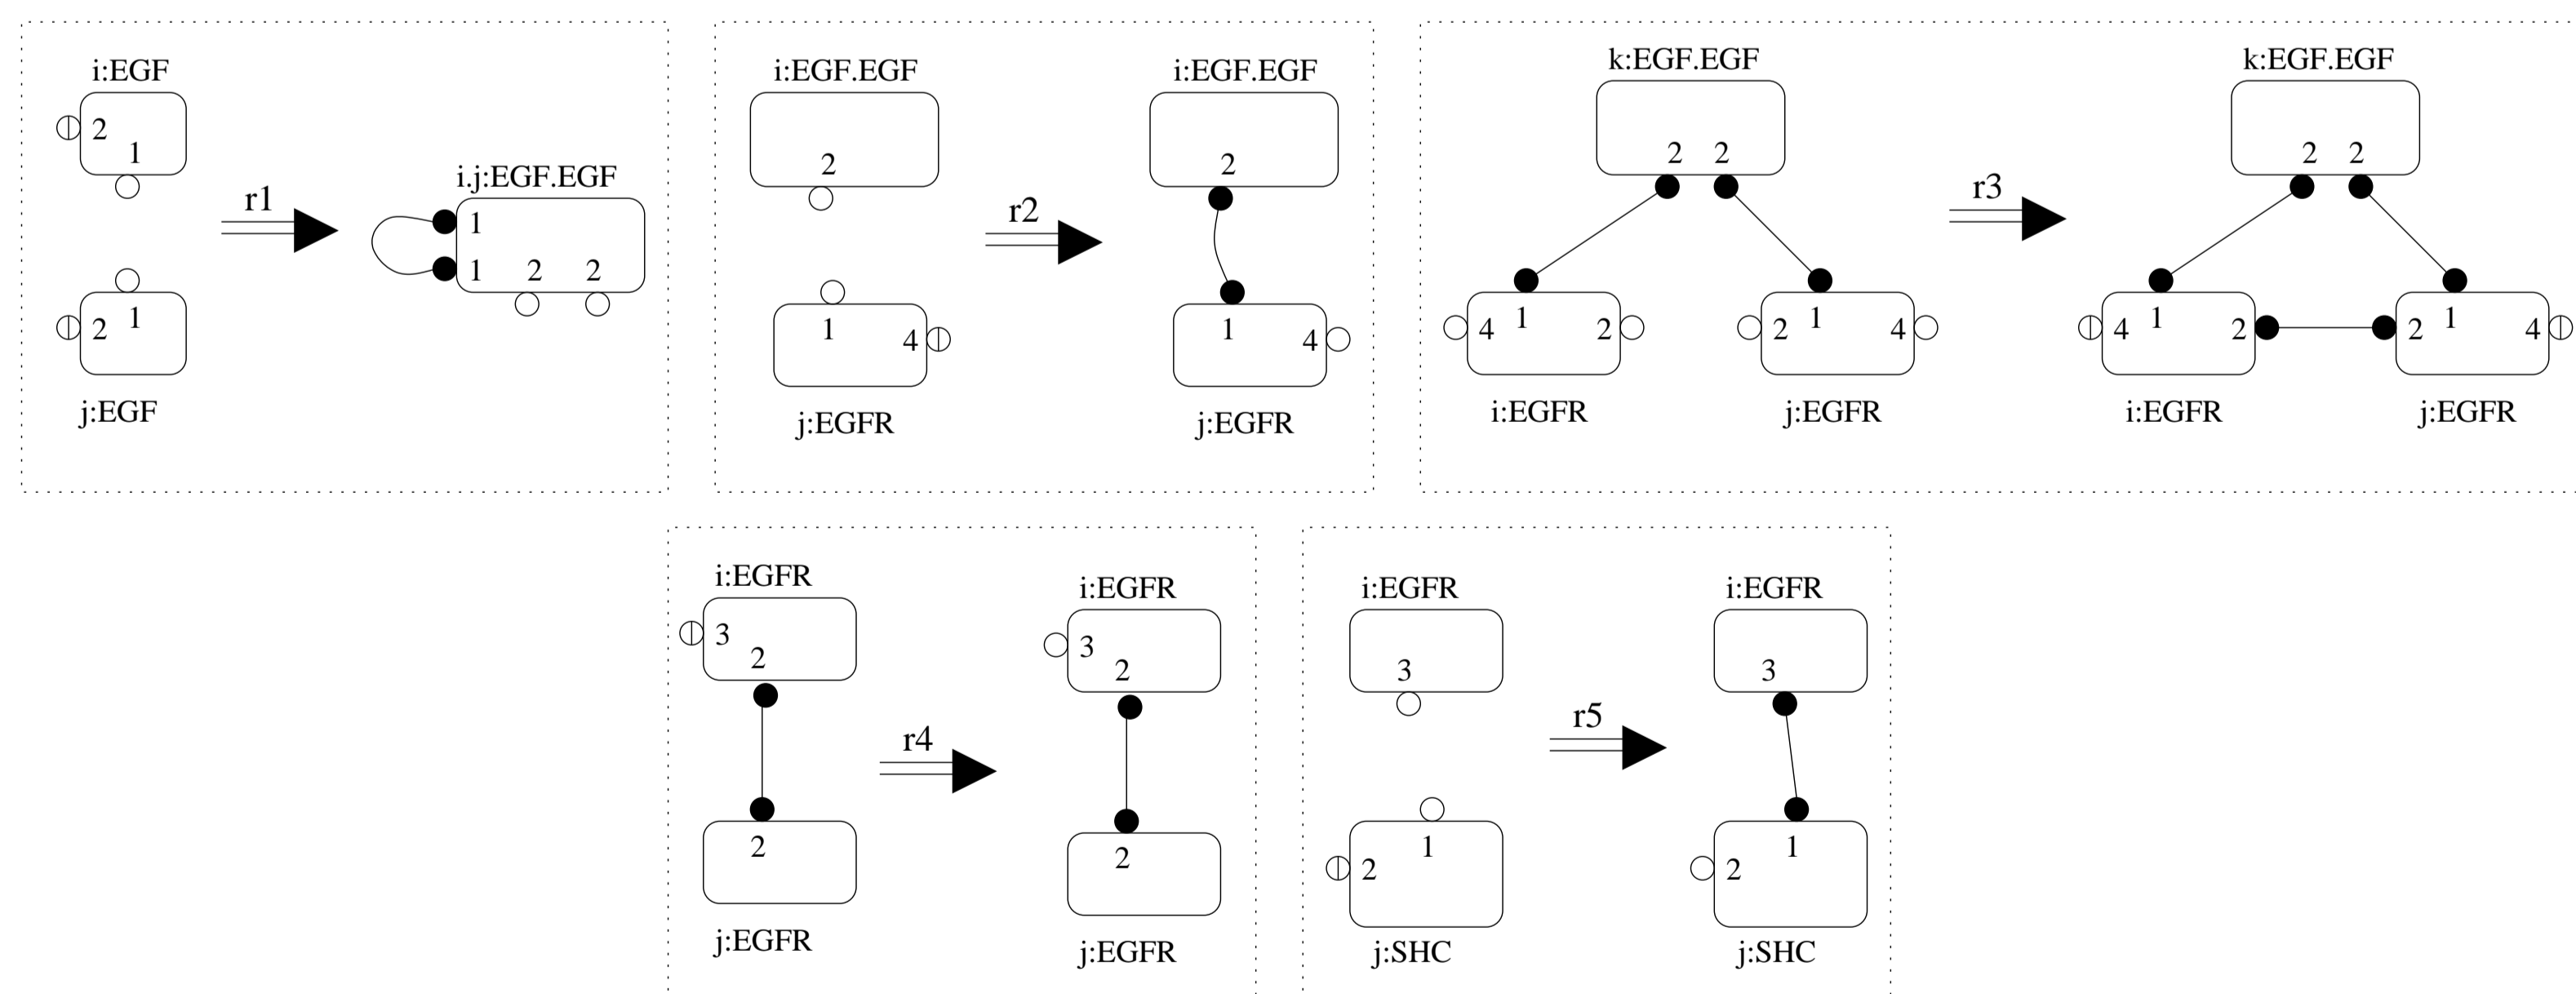 i:EGF
2
1
r1
1
2
j:EGF
i.j:EGF.EGF
1
1 2 2
i:EGF.EGF
2
r2
1
4
j:EGFR
i:EGF.EGF
2
1
4
j:EGFR
k:EGF.EGF
2 2
4 1 2
2 1 4
i:EGFR
j:EGFR
r3
k:EGF.EGF
2 2
4 1 2
2 1 4
i:EGFR
j:EGFR
i:EGFR
3
2
r4
2
j:EGFR
i:EGFR
3
2
2
j:EGFR
i:EGFR
3
r5
1
2
j:SHC
i:EGFR
3
1
2
j:SHC